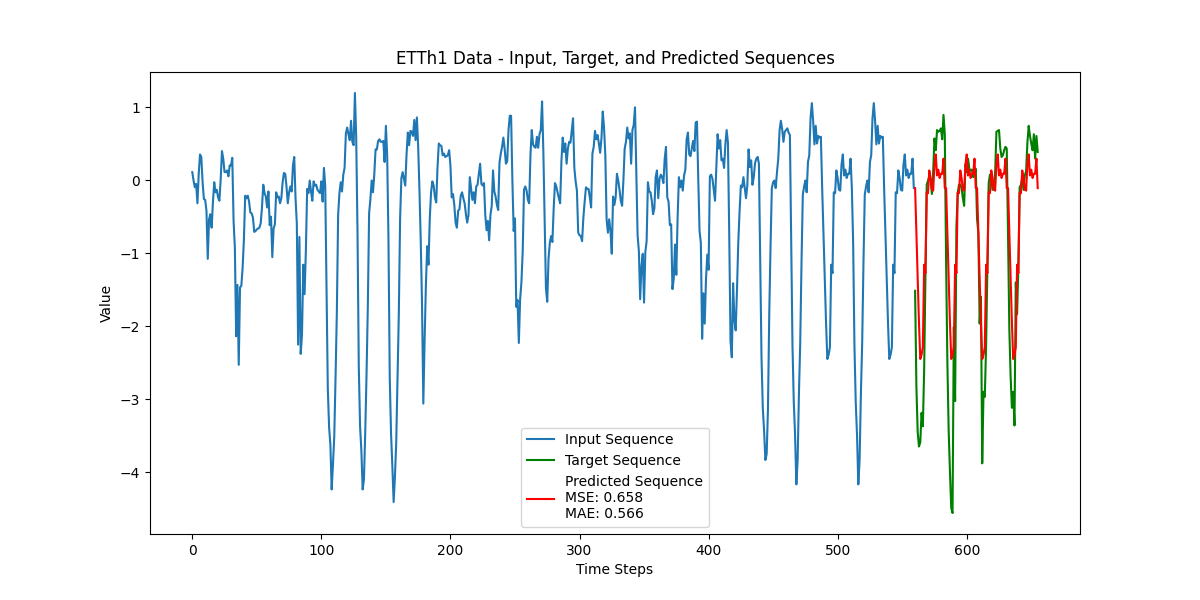 ETTh1 Data - Input, Target, and Predicted Sequences
Value
1
0
−1
−2
−3
−4
Input Sequence
Target Sequence
Predicted Sequence
MSE: 0.658
MAE: 0.566
0 100 200 300 400 500 600
Time Steps